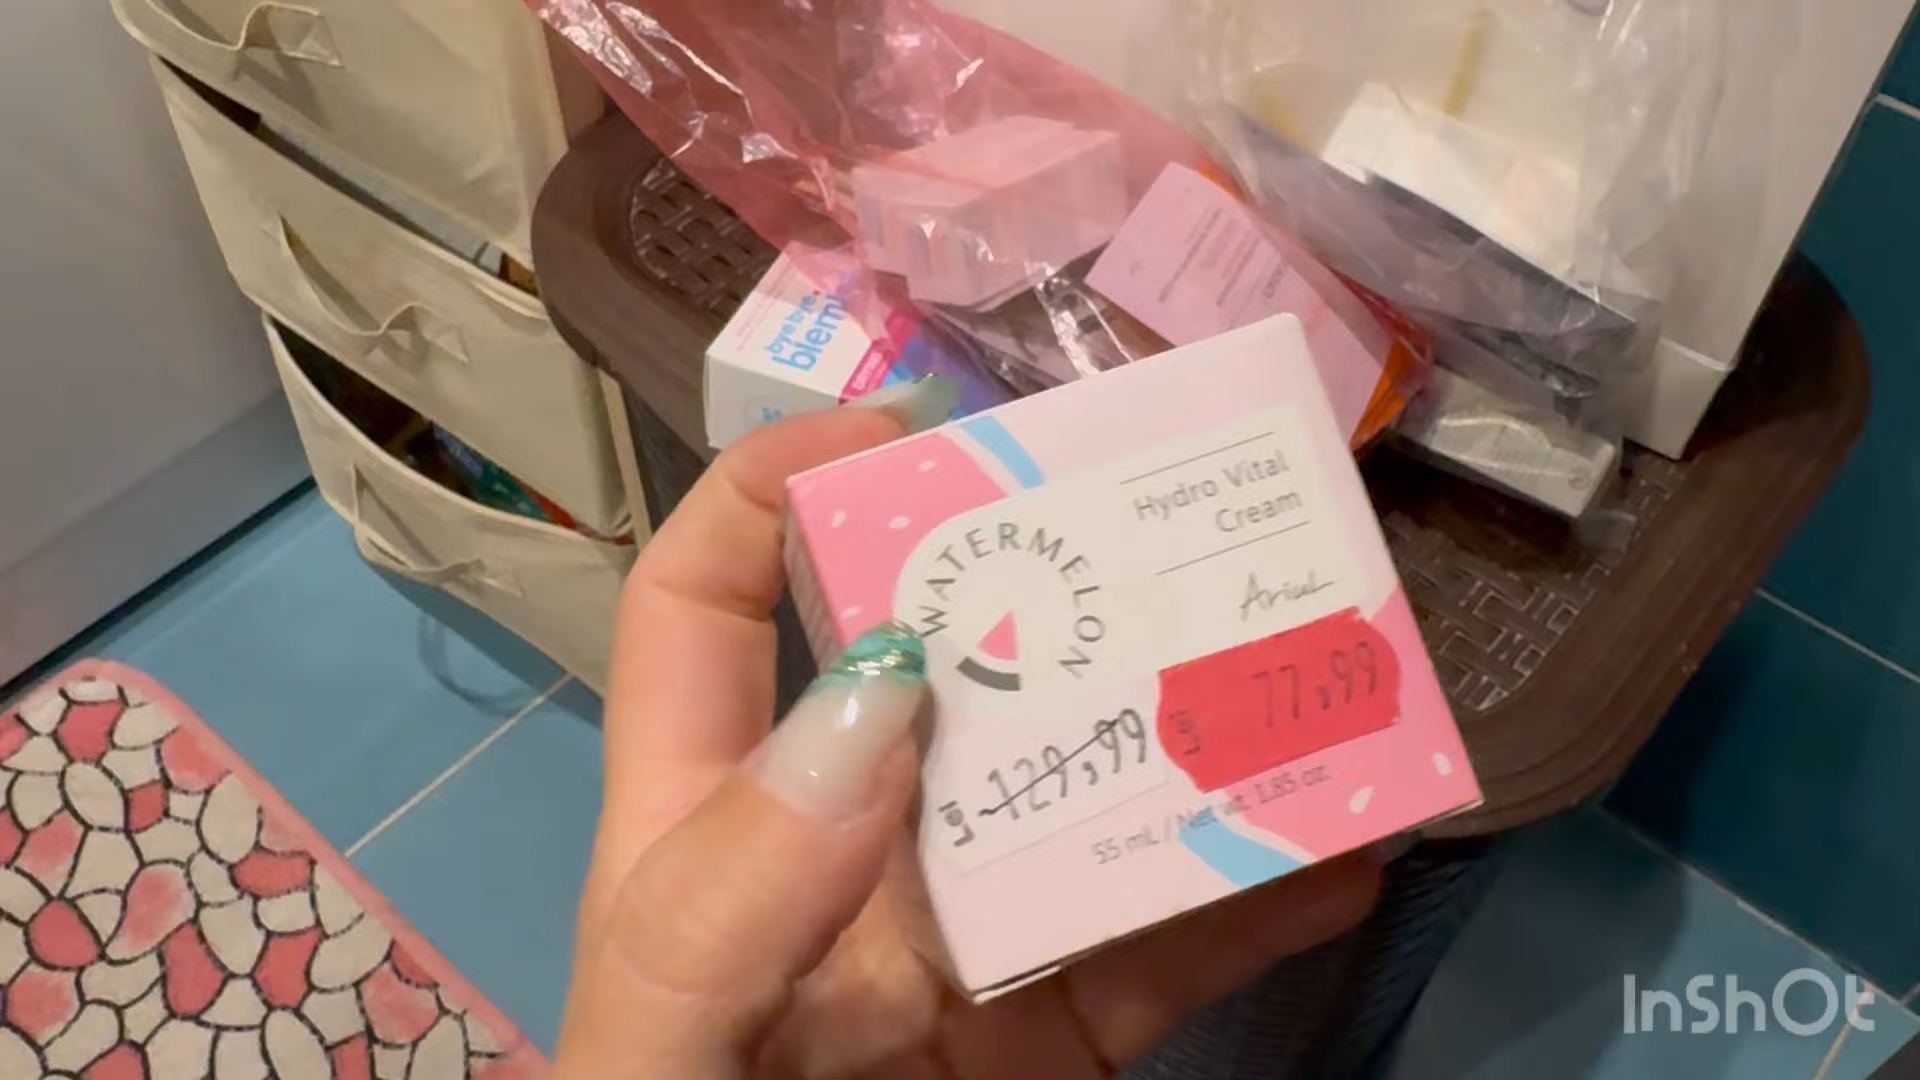 bye bye,
blem
WATERMELON
Hydro Vital
Cream
Ariul
lei 129,99
lei 77,99
55 mL / Net wt. 1.85 oz.
InShOt